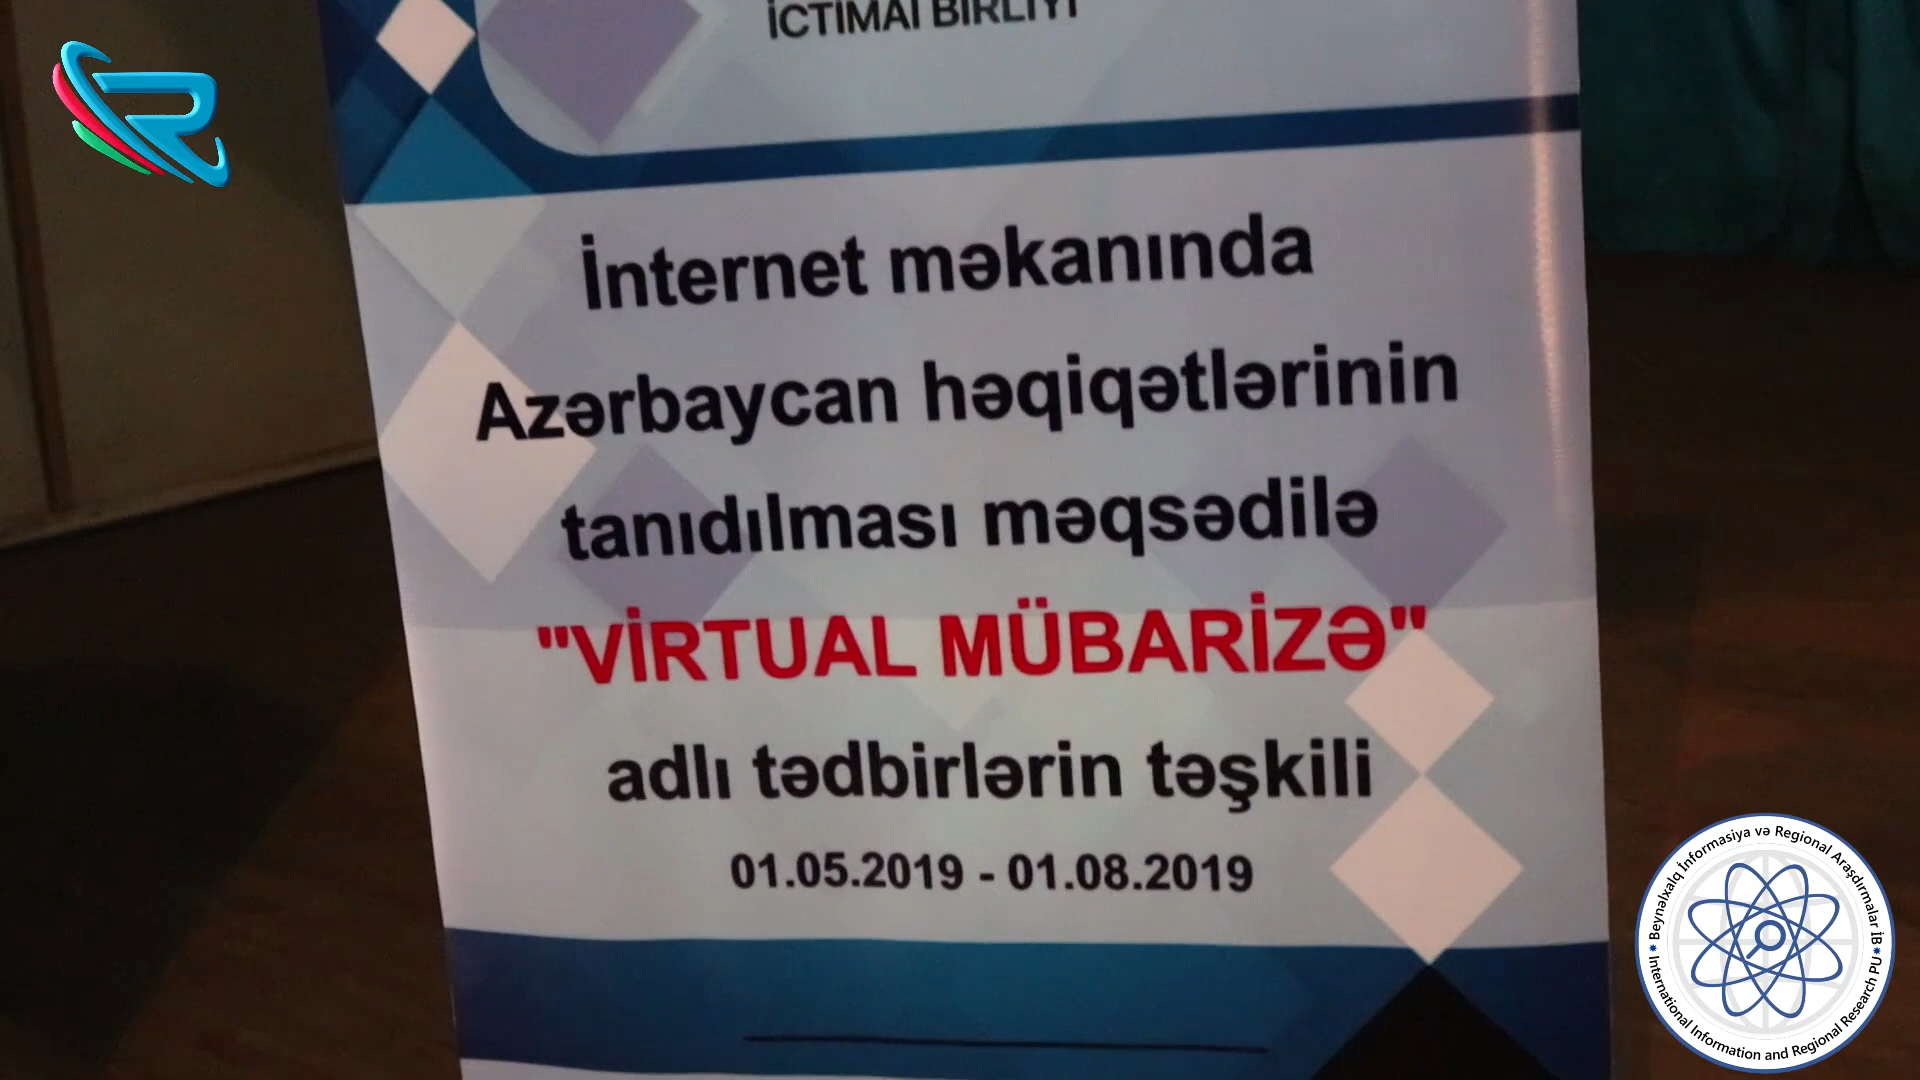 İCTİMAİ BİRLİYİ
İnternet məkanında
Azərbaycan həqiqətlərinin
tanıdılması məqsədilə
"VİRTUAL MÜBARİZƏ"
adlı tədbirlərin təşkili
01.05.2019 - 01.08.2019
R
Beynəlxalq İnformasiya və Regional Araşdırmalar İB
International Information and Regional Research PU